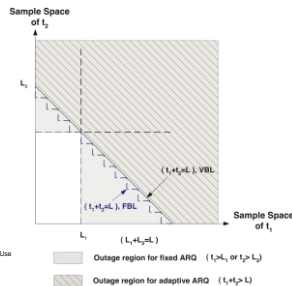 Sample Space
of t2
L2
( t1+t2=L ), VBL
( t1+t2=L ), FBL
Sample Space
of t1
L1
( L1+L2=L )
Use
Outage region for fixed ARQ ( t1>L1 or t2> L2)
Outage region for adaptive ARQ ( t1+t2> L)